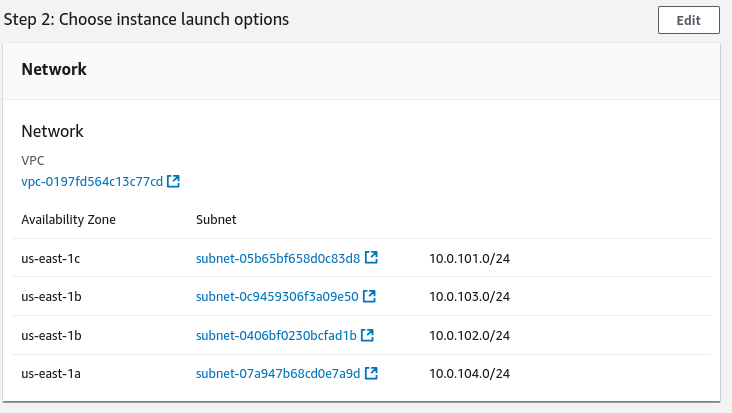 Step 2: Choose instance launch options
Edit
Network
Network
VPC
vpc-0197fd564c13c77cd
Availability Zone Subnet
us-east-1c subnet-05b65bf658d0c83d8 10.0.101.0/24
us-east-1b subnet-0c9459306f3a09e50 10.0.103.0/24
us-east-1b subnet-0406bf0230bcfad1b 10.0.102.0/24
us-east-1a subnet-07a947b68cd0e7a9d 10.0.104.0/24